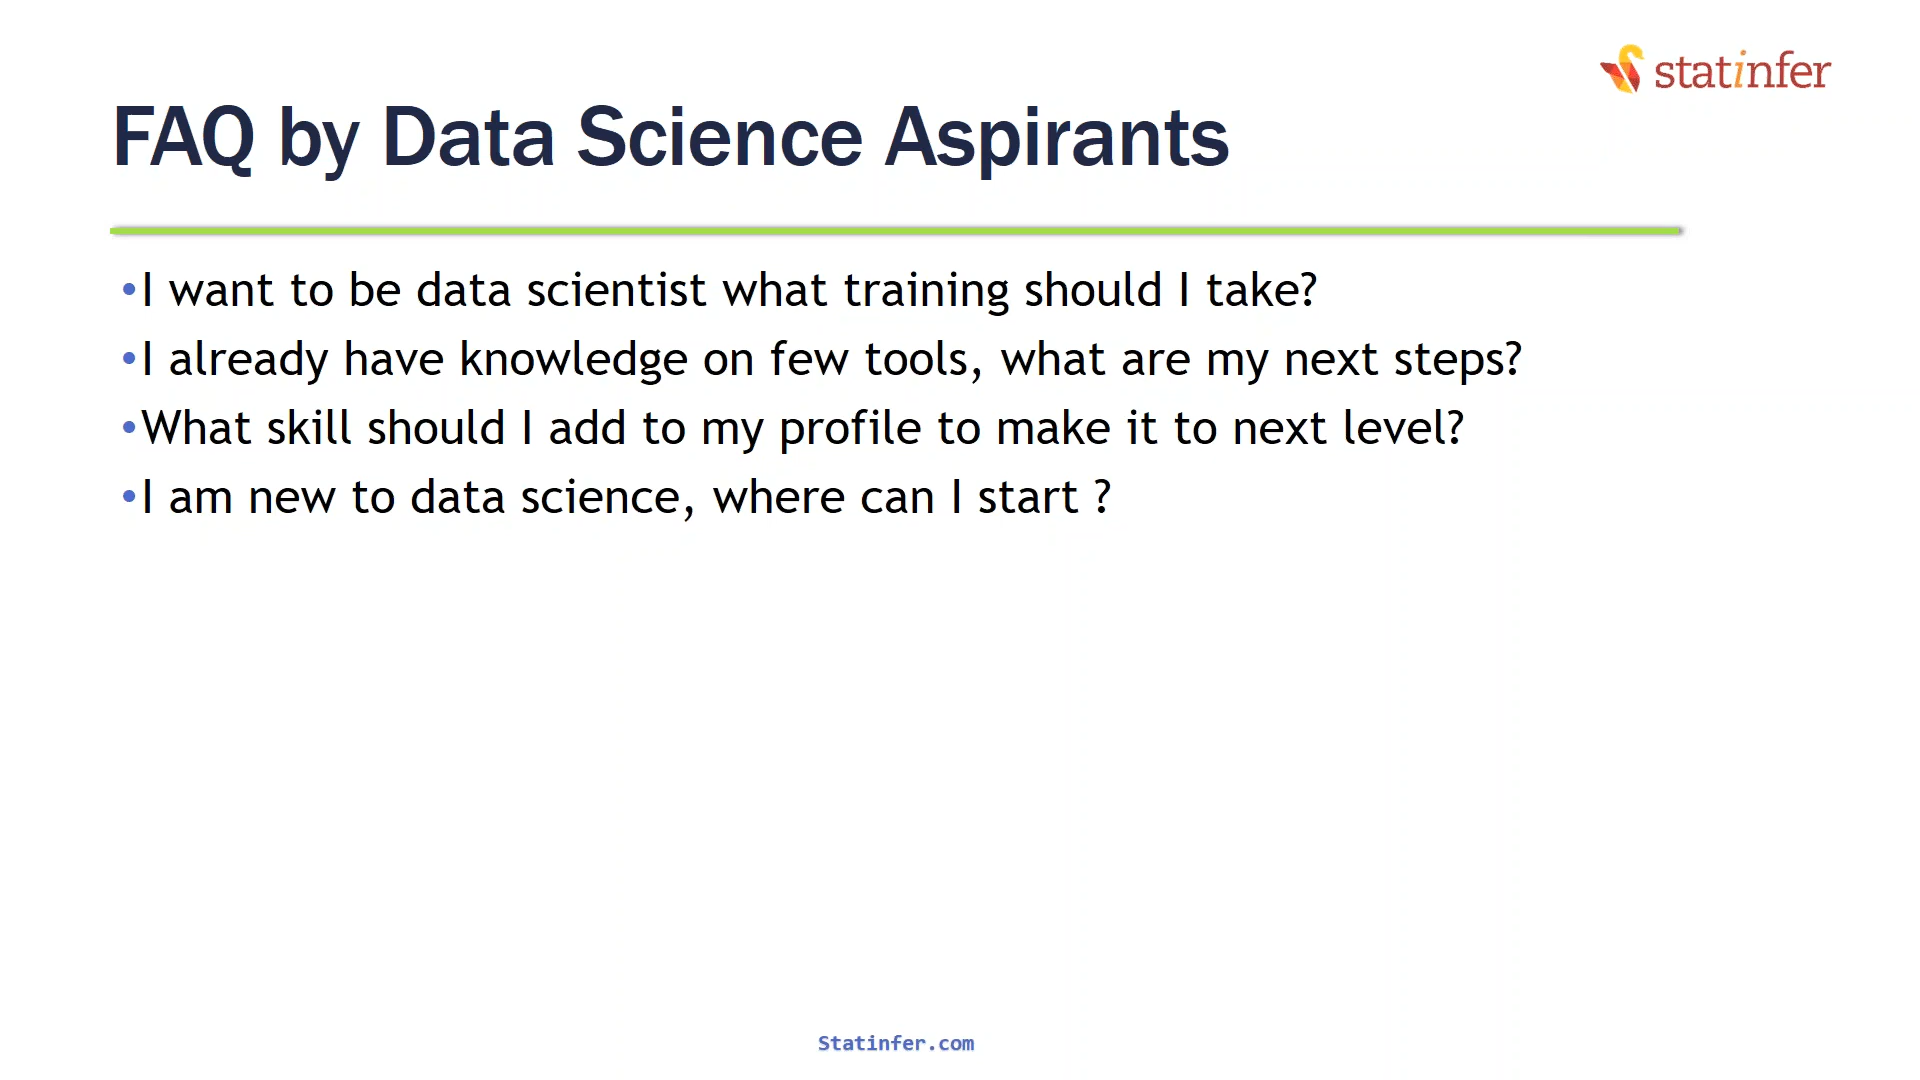 statinfer
FAQ by Data Science Aspirants
•I want to be data scientist what training should I take?
•I already have knowledge on few tools, what are my next steps?
•What skill should I add to my profile to make it to next level?
•I am new to data science, where can I start ?
Statinfer.com